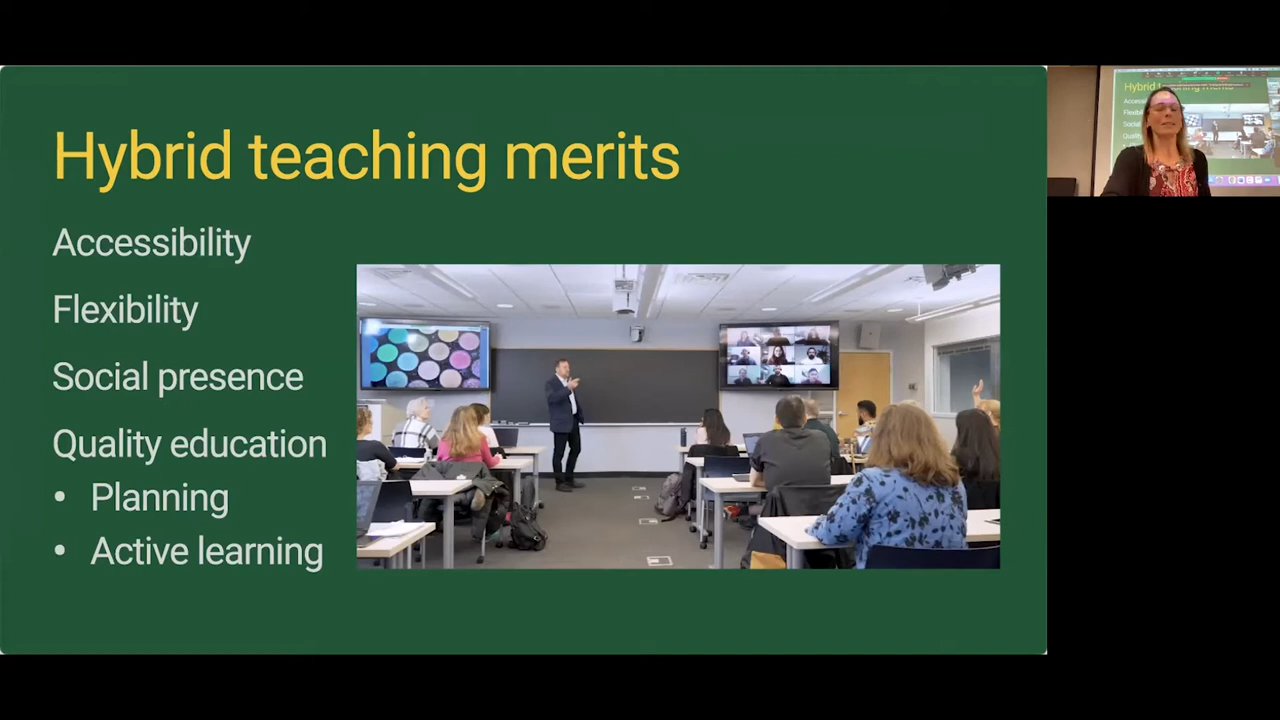 Hybrid teaching merits
Accessibility
Flexibility
Social presence
Quality education
• Planning
• Active learning